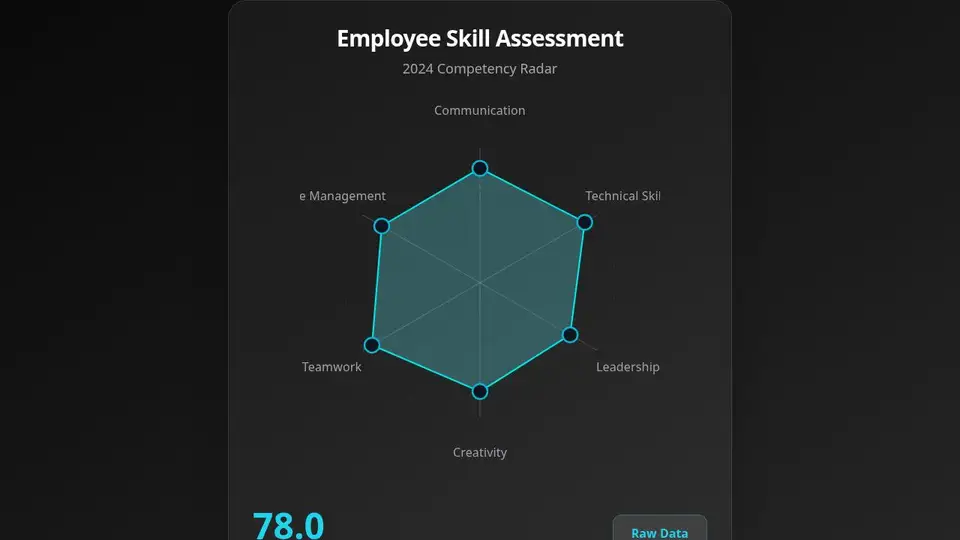 Employee Skill Assessment
2024 Competency Radar
Communication
e Management
Technical Skil
Teamwork
Leadership
Creativity
78.0
Raw Data